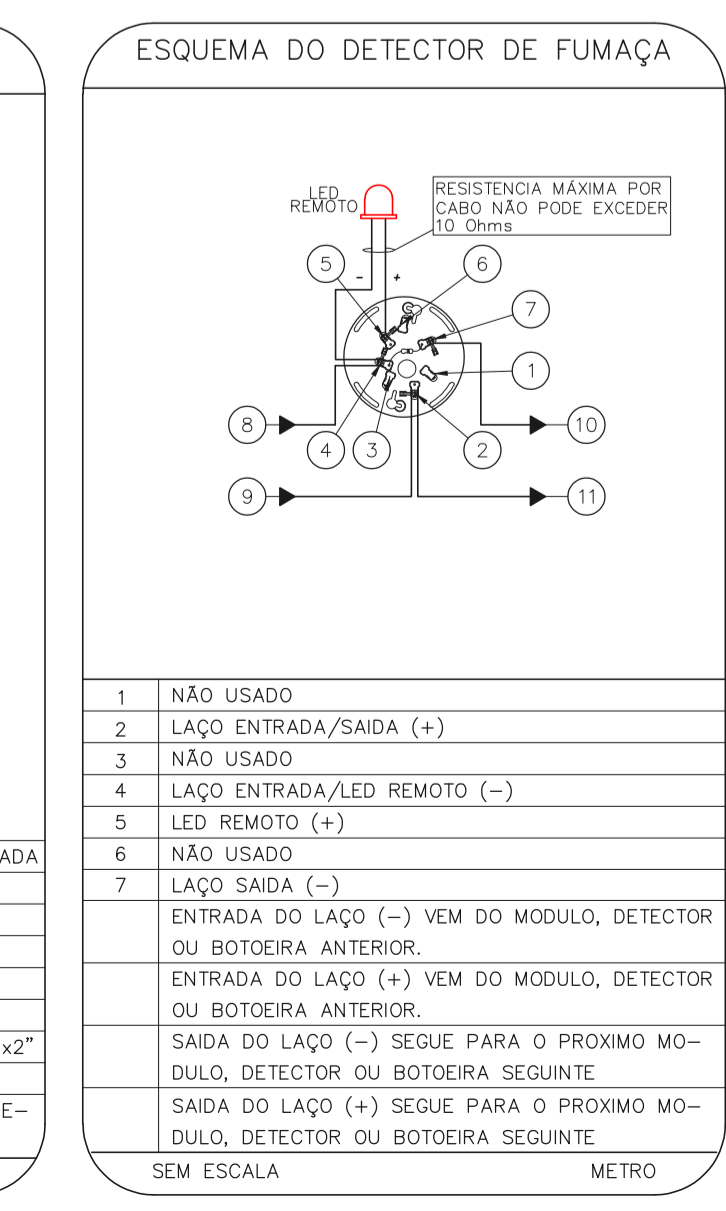 ESQUEMA DO DETECTOR DE FUMAÇA
LED
REMOTO
RESISTENCIA MÁXIMA POR
CABO NÃO PODE EXCEDER
10 Ohms
5
6
- +
7
1
8
10
4
3
2
9
11
1 NÃO USADO
2 LAÇO ENTRADA/SAIDA (+)
3 NÃO USADO
4 LAÇO ENTRADA/LED REMOTO (-)
5 LED REMOTO (+)
6 NÃO USADO
7 LAÇO SAIDA (-)
ENTRADA DO LAÇO (-) VEM DO MODULO, DETECTOR
OU BOTOEIRA ANTERIOR.
ENTRADA DO LAÇO (+) VEM DO MODULO, DETECTOR
OU BOTOEIRA ANTERIOR.
SAIDA DO LAÇO (-) SEGUE PARA O PROXIMO MO-
DULO, DETECTOR OU BOTOEIRA SEGUINTE
SAIDA DO LAÇO (+) SEGUE PARA O PROXIMO MO-
DULO, DETECTOR OU BOTOEIRA SEGUINTE
SEM ESCALA METRO
ADA
x2"
E-